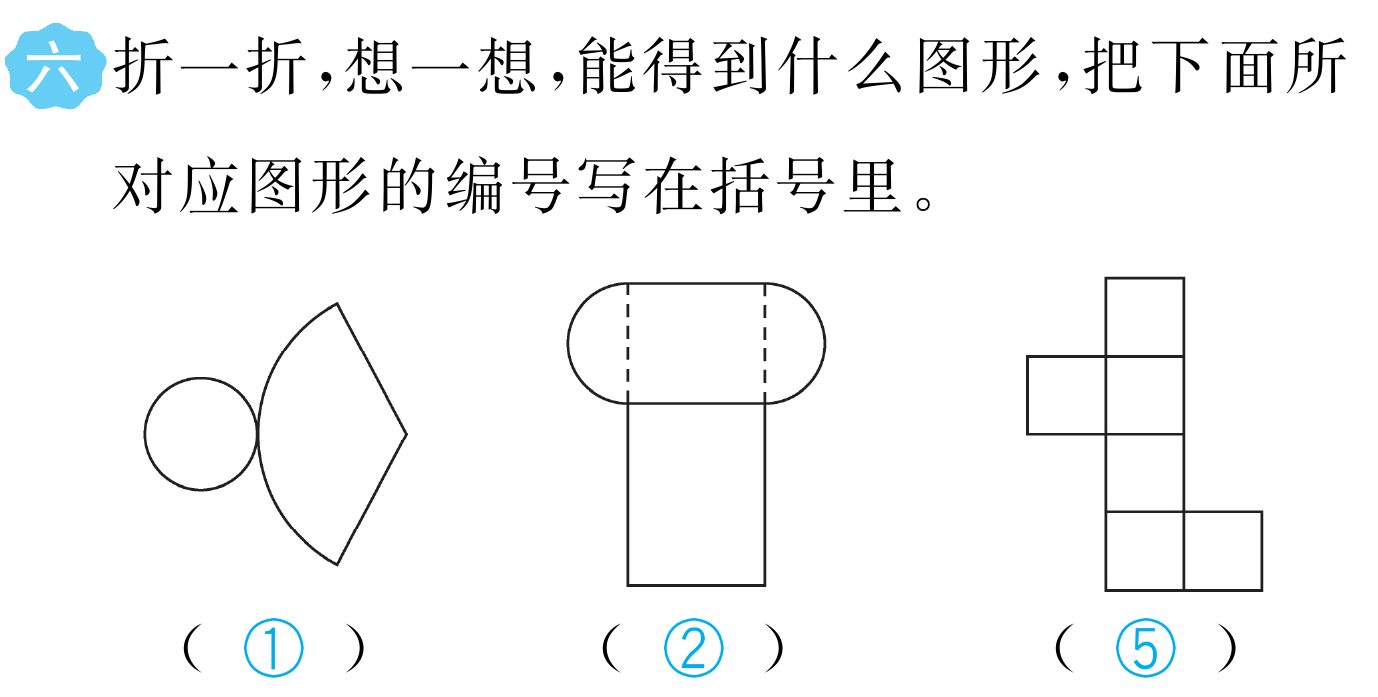 六 折一折,想一想,能得到什么图形,把下面所
对应图形的编号写在括号里。
( ① ) ( ② ) ( ⑤ )